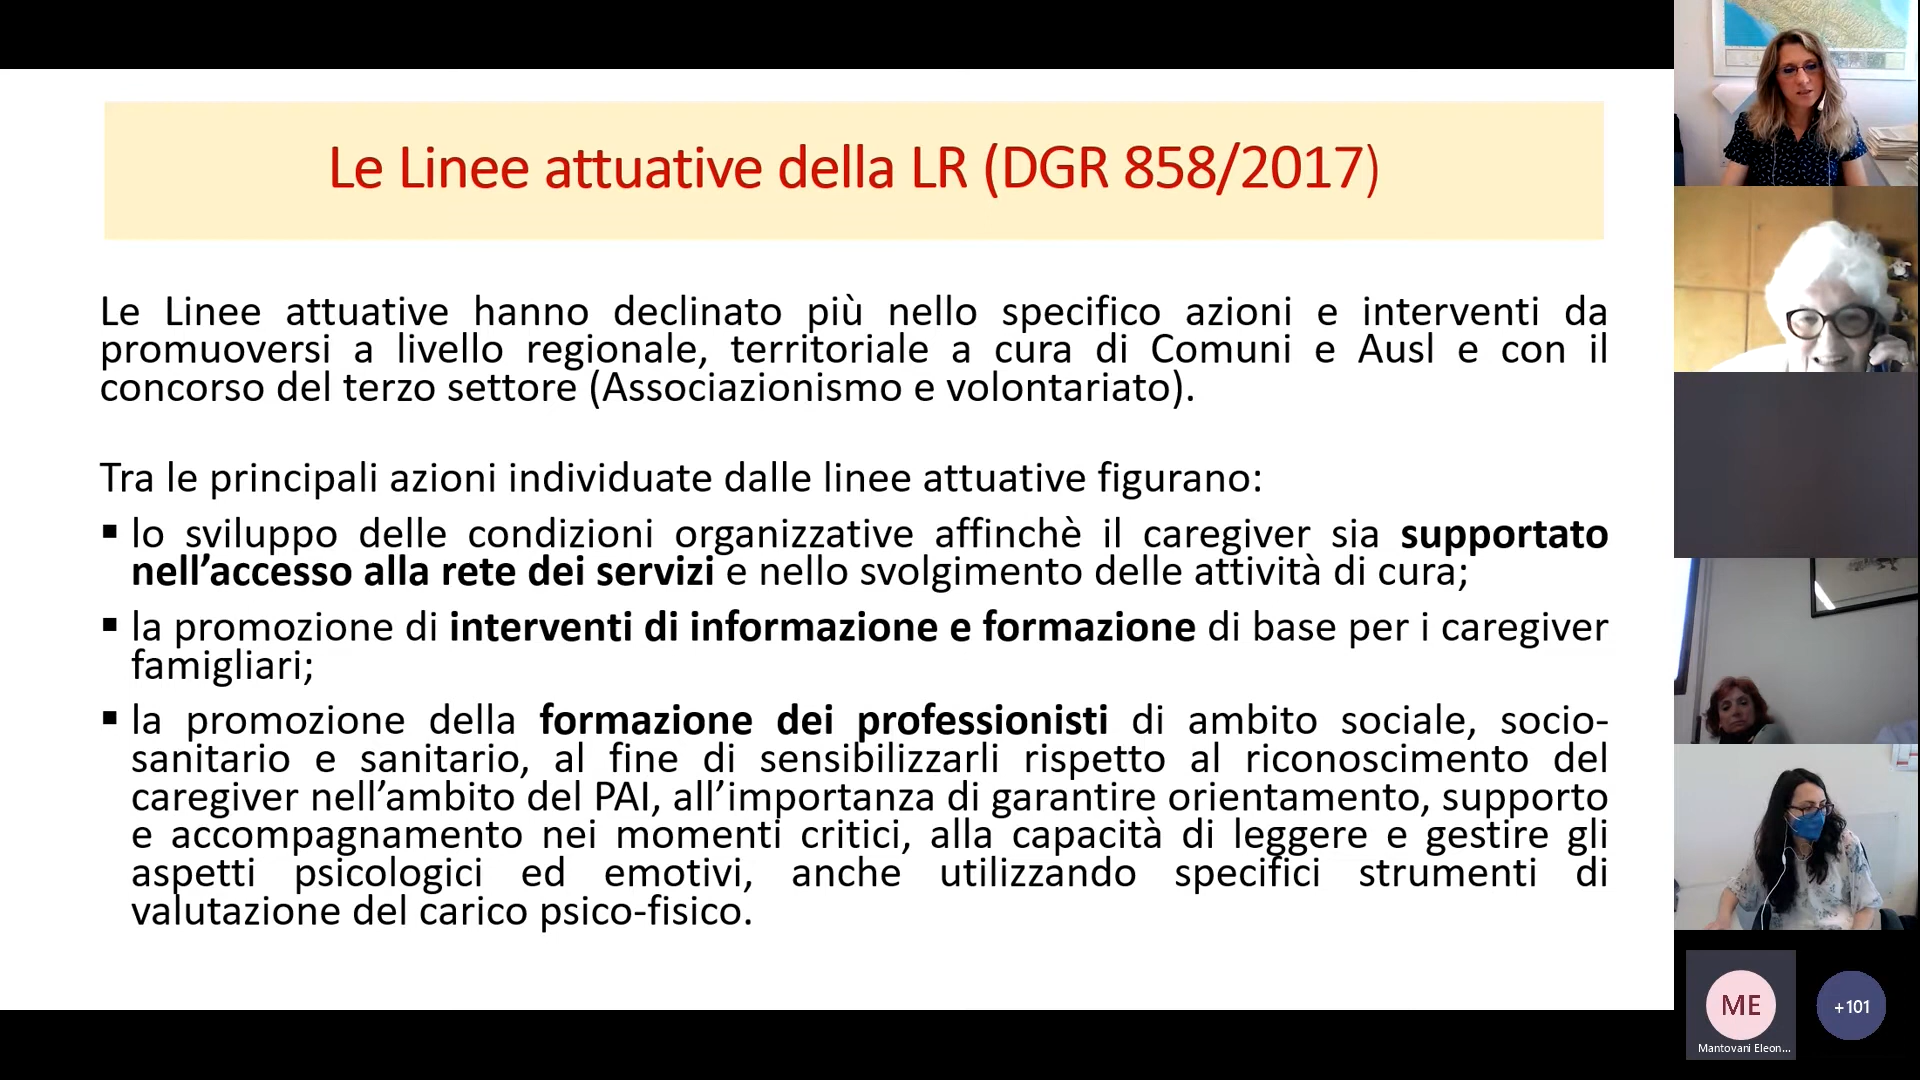 Le Linee attuative della LR (DGR 858/2017)
Le Linee attuative hanno declinato più nello specifico azioni e interventi da
promuoversi a livello regionale, territoriale a cura di Comuni e Ausl e con il
concorso del terzo settore (Associazionismo e volontariato).
Tra le principali azioni individuate dalle linee attuative figurano:
▪ lo sviluppo delle condizioni organizzative affinchè il caregiver sia supportato
nell’accesso alla rete dei servizi e nello svolgimento delle attività di cura;
▪ la promozione di interventi di informazione e formazione di base per i caregiver
famigliari;
▪ la promozione della formazione dei professionisti di ambito sociale, socio-
sanitario e sanitario, al fine di sensibilizzarli rispetto al riconoscimento del
caregiver nell’ambito del PAI, all’importanza di garantire orientamento, supporto
e accompagnamento nei momenti critici, alla capacità di leggere e gestire gli
aspetti psicologici ed emotivi, anche utilizzando specifici strumenti di
valutazione del carico psico-fisico.
ME
Mantovani Eleon...
+101